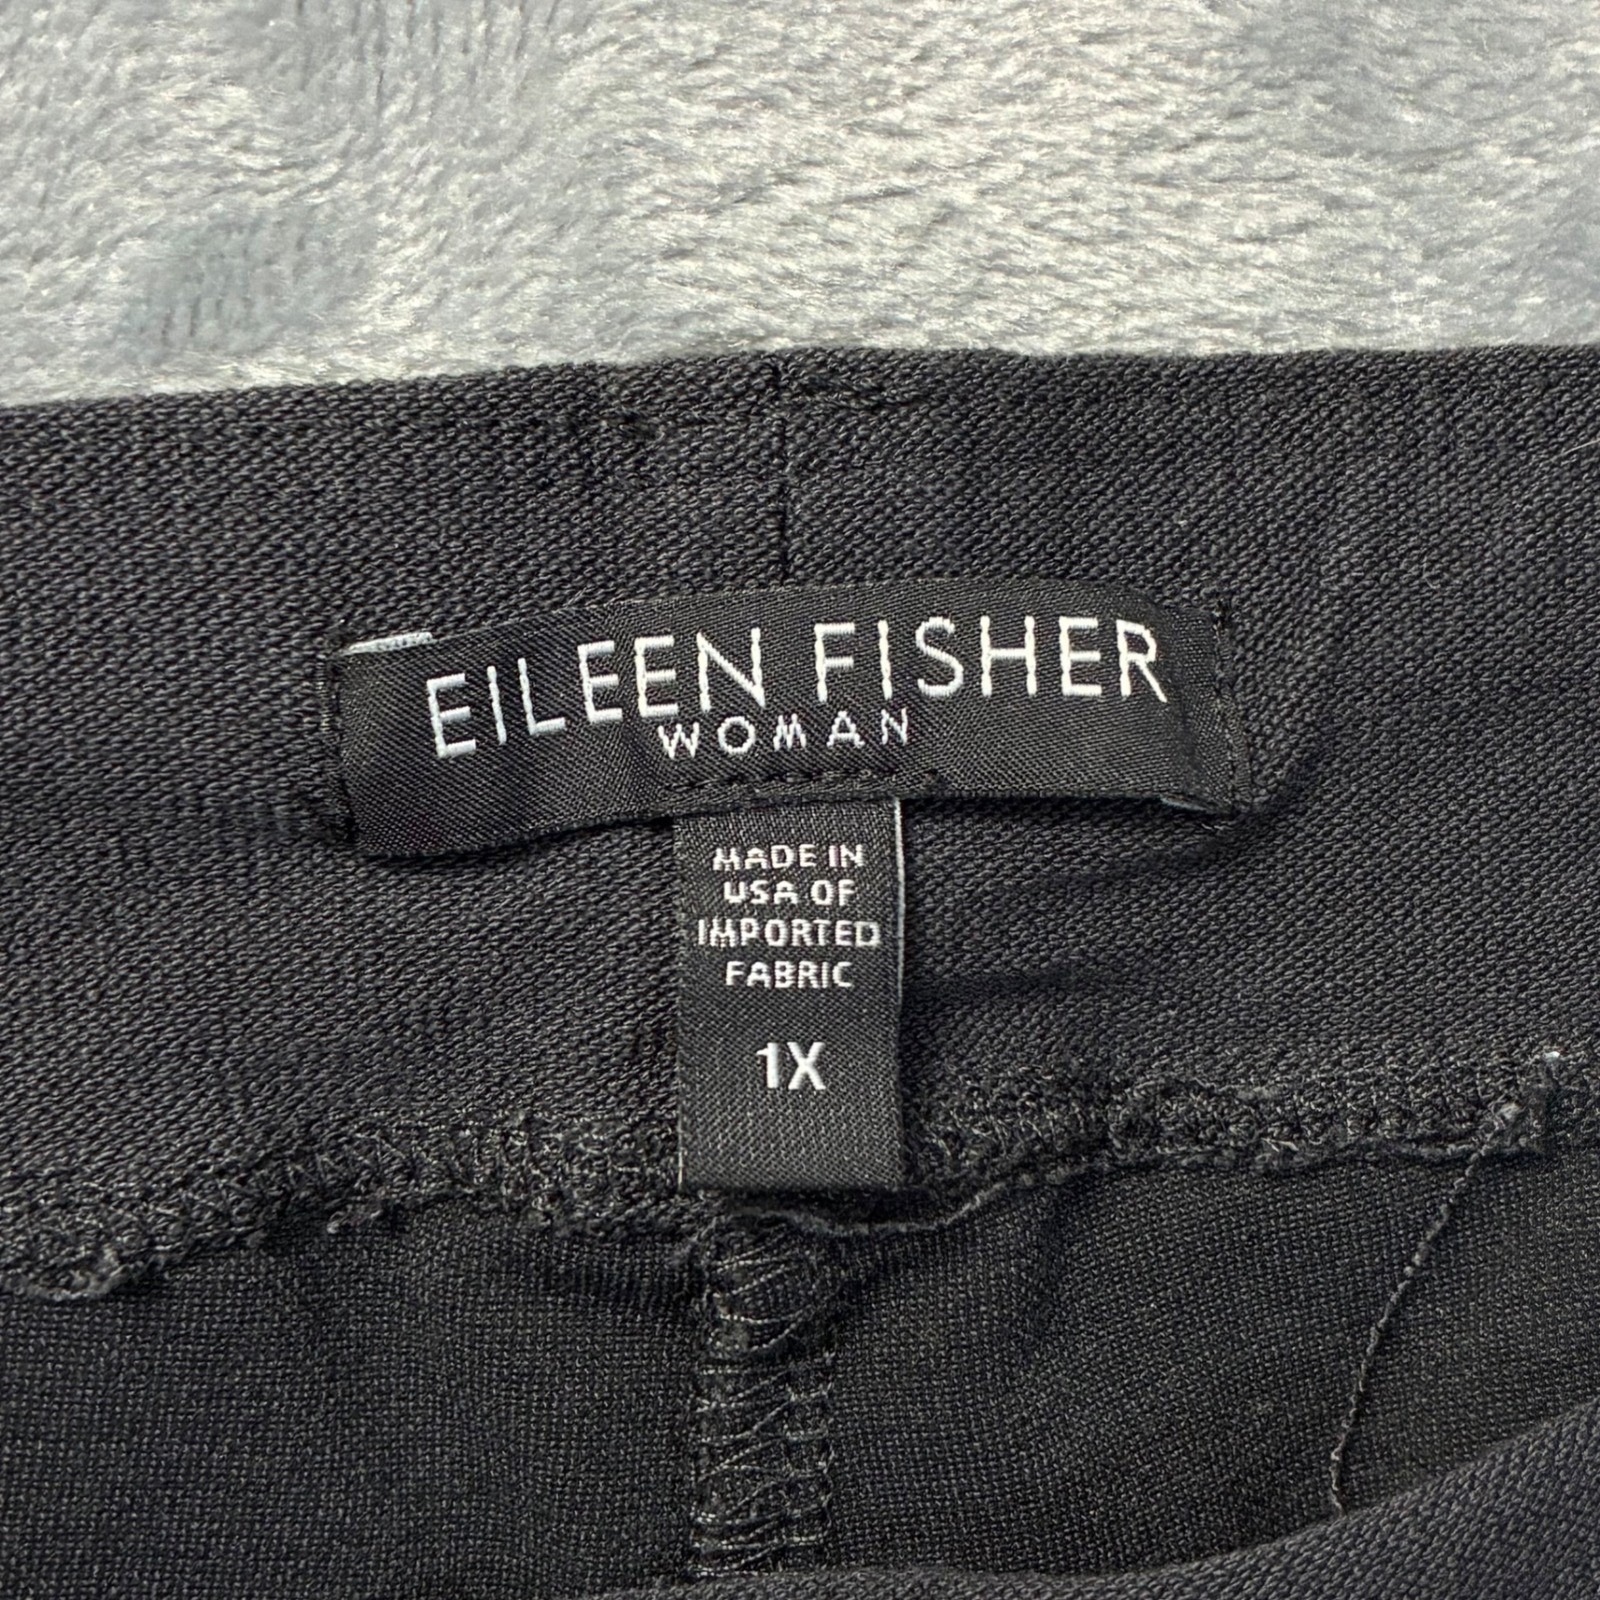 EILEEN FISHER
WOMAN
MADE IN
USA OF
IMPORTED
FABRIC
1X